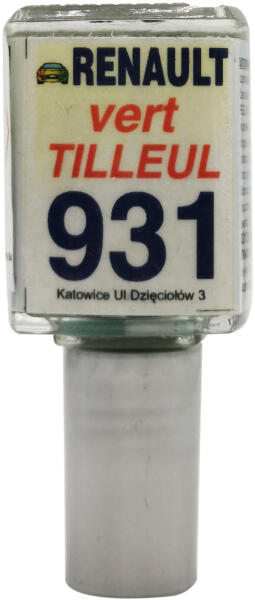 RENAULT
vert
TILLEUL
931
Katowice Ul.Dzięciołów 3